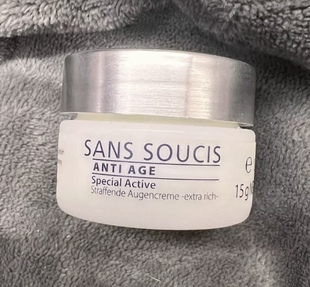 SANS SOUCIS
ANTI AGE
Special Active
Straffende Augencreme -extra rich-
e
15g